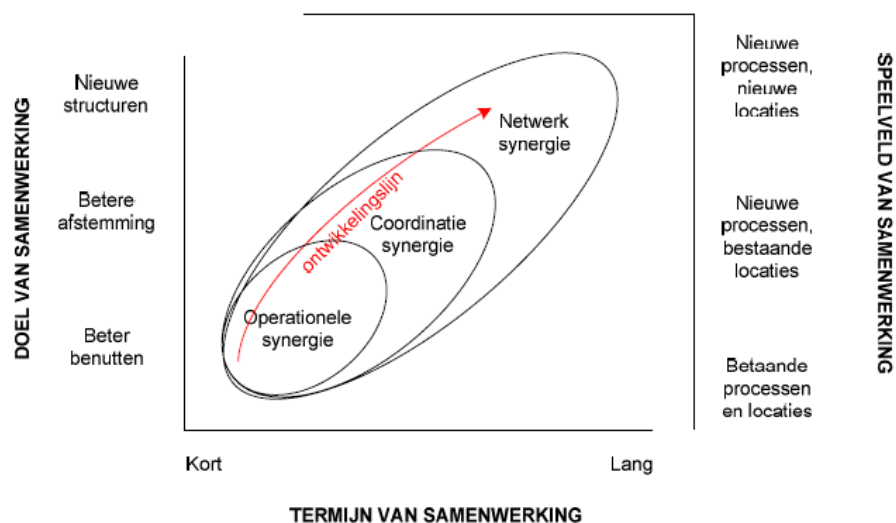 DOEL VAN SAMENWERKING
Nieuwe
structuren
Betere
afstemming
Beter
benutten
Netwerk
synergie
Coordinatie
synergie
Operationele
synergie
ontwikkelingslijn
Nieuwe
processen,
nieuwe
locaties
Nieuwe
processen,
bestaande
locaties
Betaande
processen
en locaties
SPEELVELD VAN SAMENWERKING
Kort
Lang
TERMIJN VAN SAMENWERKING